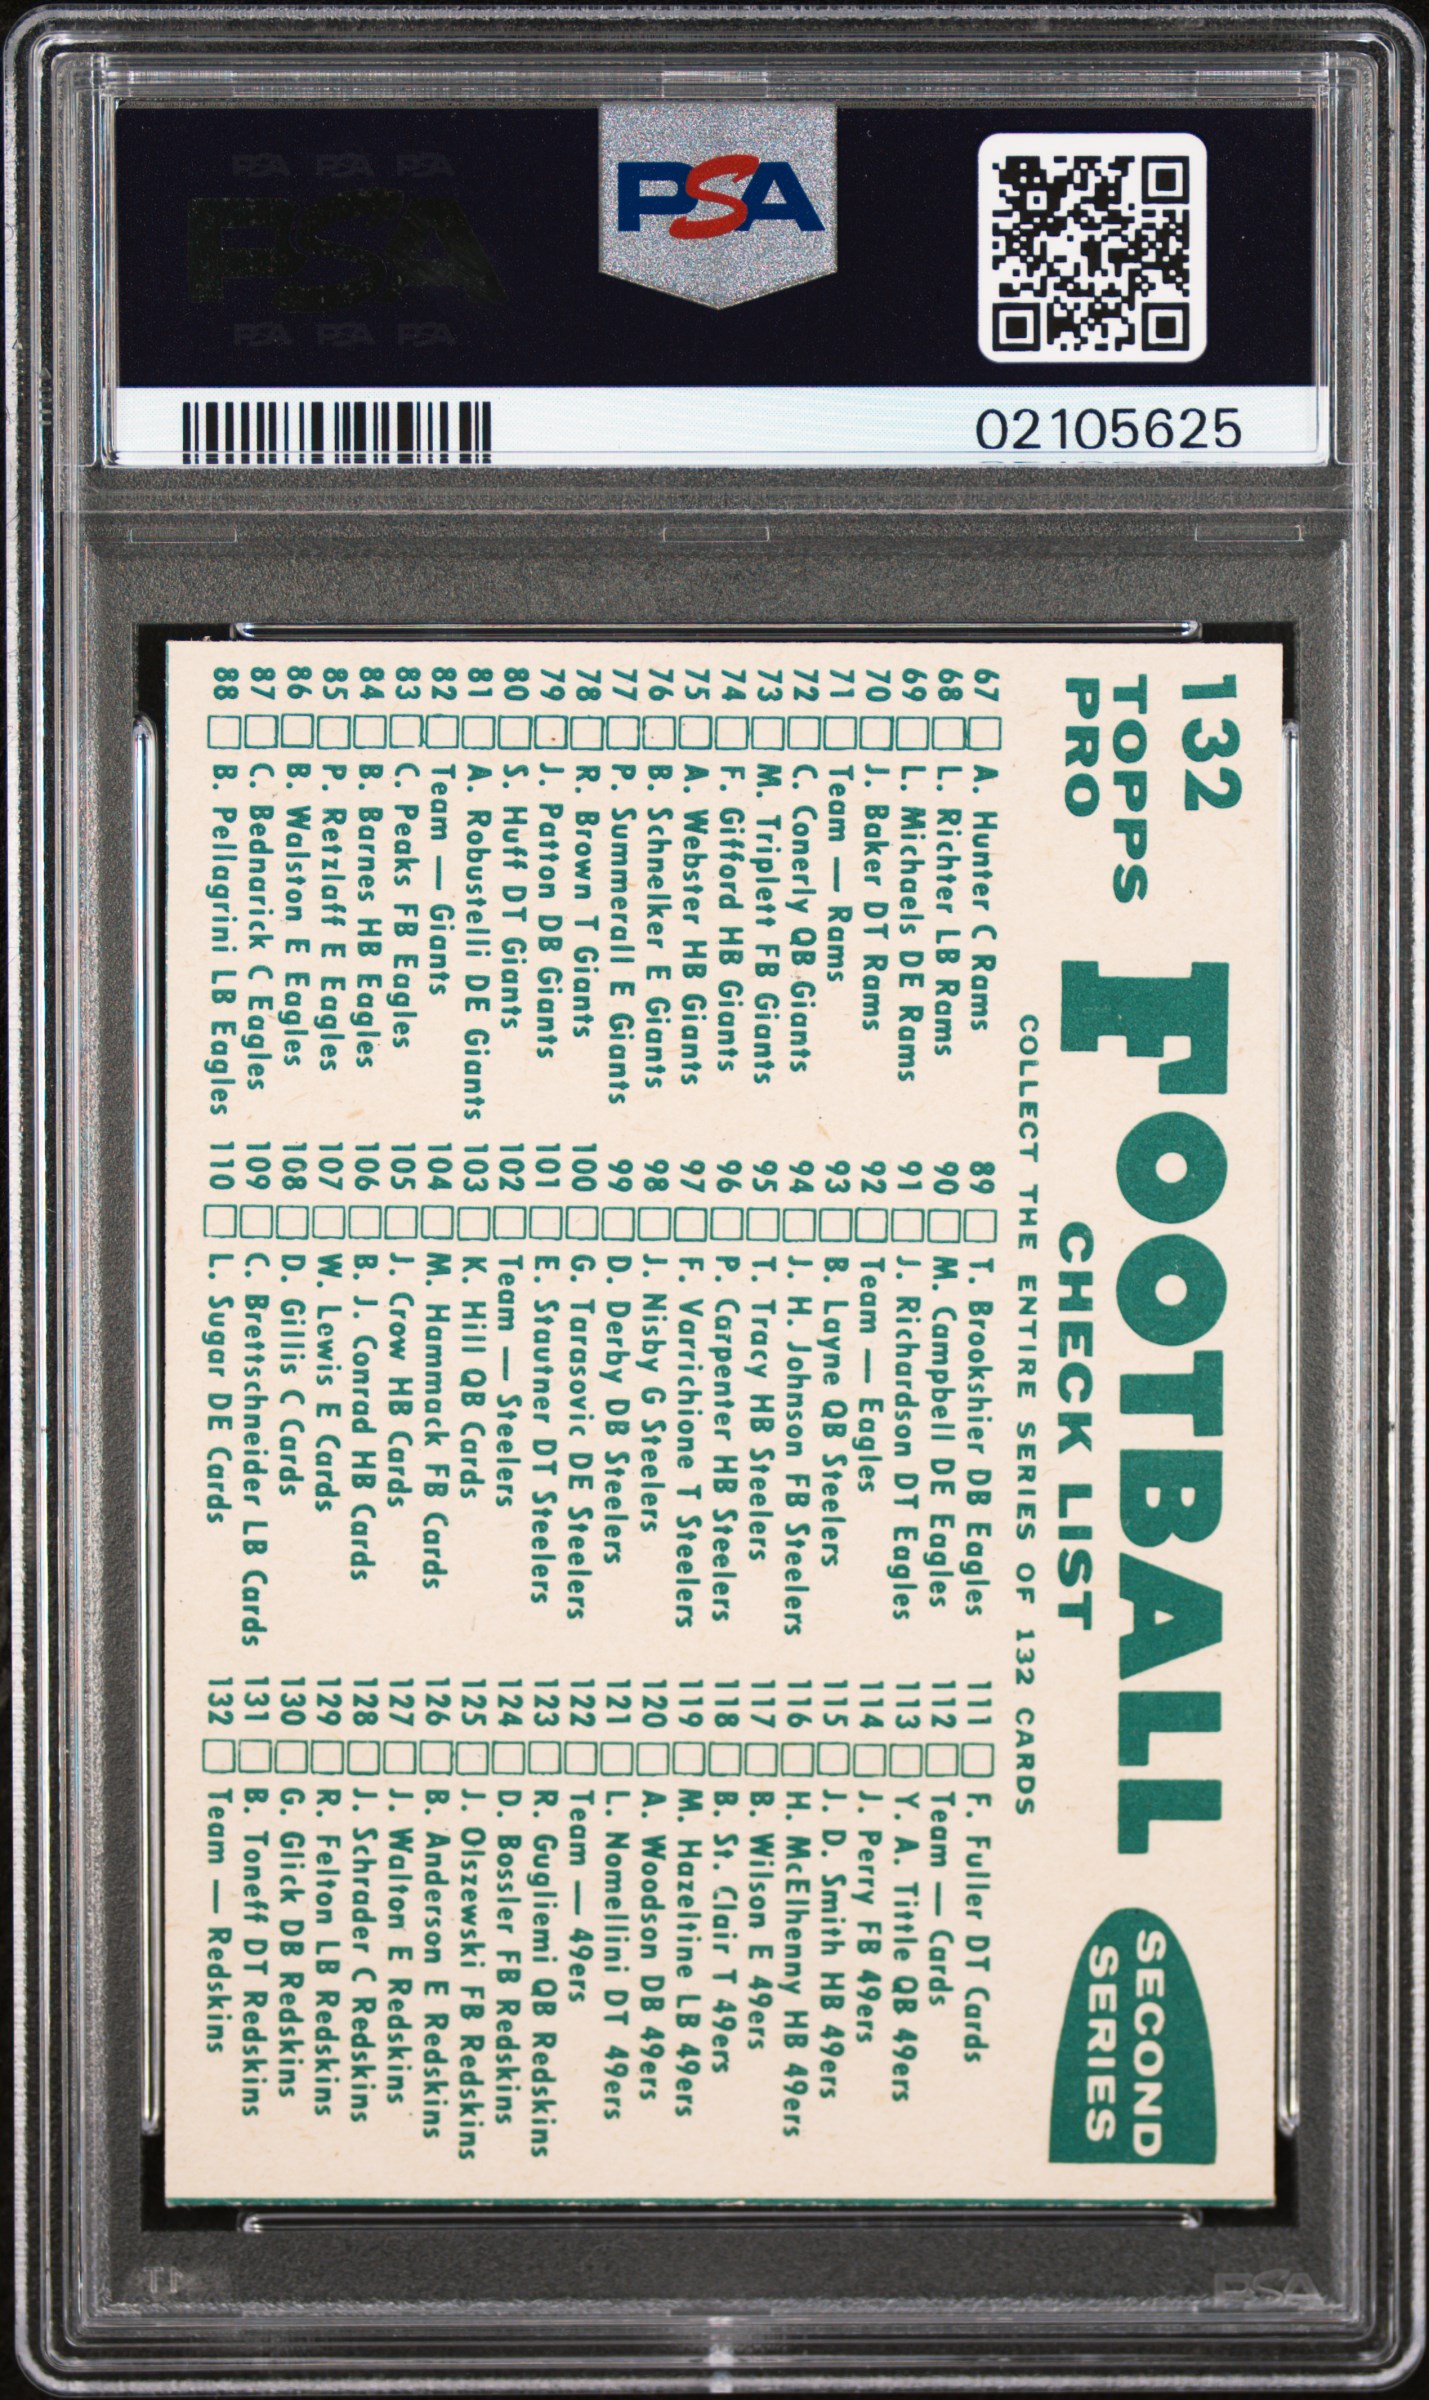 PSA PSA PSA
PSA
PSA PSA PSA
PSA
02105625
132
TOPPS
PRO
FOOTBALL
CHECK LIST
SECOND
SERIES
COLLECT THE ENTIRE SERIES OF 132 CARDS
67 A. Hunter C Rams
68 L. Richter LB Rams
69 L. Michaels DE Rams
70 J. Baker DT Rams
71 Team — Rams
72 C. Conerly QB Giants
73 M. Triplett FB Giants
74 F. Gifford HB Giants
75 A. Webster HB Giants
76 B. Schnelker E Giants
77 P. Summerall E Giants
78 R. Brown T Giants
79 J. Patton DB Giants
80 S. Huff DT Giants
81 A. Robustelli DE Giants
82 Team — Giants
83 C. Peaks FB Eagles
84 B. Barnes HB Eagles
85 P. Retzlaff E Eagles
86 B. Walston E Eagles
87 C. Bednarick C Eagles
88 B. Pellagrini LB Eagles
89 T. Brookshier DB Eagles
90 M. Campbell DE Eagles
91 J. Richardson DT Eagles
92 Team — Eagles
93 B. Layne QB Steelers
94 J. H. Johnson FB Steelers
95 T. Tracy HB Steelers
96 P. Carpenter HB Steelers
97 F. Varrichione T Steelers
98 J. Nisby G Steelers
99 D. Derby DB Steelers
100 G. Tarasovic DE Steelers
101 E. Stautner DT Steelers
102 Team — Steelers
103 K. Hill QB Cards
104 M. Hammack FB Cards
105 J. Crow HB Cards
106 B. J. Conrad HB Cards
107 W. Lewis E Cards
108 D. Gillis C Cards
109 C. Brettschneider LB Cards
110 L. Sugar DE Cards
111 F. Fuller DT Cards
112 Team — Cards
113 Y. A. Tittle QB 49ers
114 J. Perry FB 49ers
115 J. D. Smith HB 49ers
116 H. McElhenny HB 49ers
117 B. Wilson E 49ers
118 B. St. Clair T 49ers
119 M. Hazeltine LB 49ers
120 A. Woodson DB 49ers
121 L. Nomellini DT 49ers
122 Team — 49ers
123 R. Gugliemi QB Redskins
124 D. Bossler FB Redskins
125 J. Olszewski FB Redskins
126 B. Anderson E Redskins
127 J. Walton E Redskins
128 J. Schrader C Redskins
129 R. Felton LB Redskins
130 G. Glick DB Redskins
131 B. Toneff DT Redskins
132 Team — Redskins
PSA